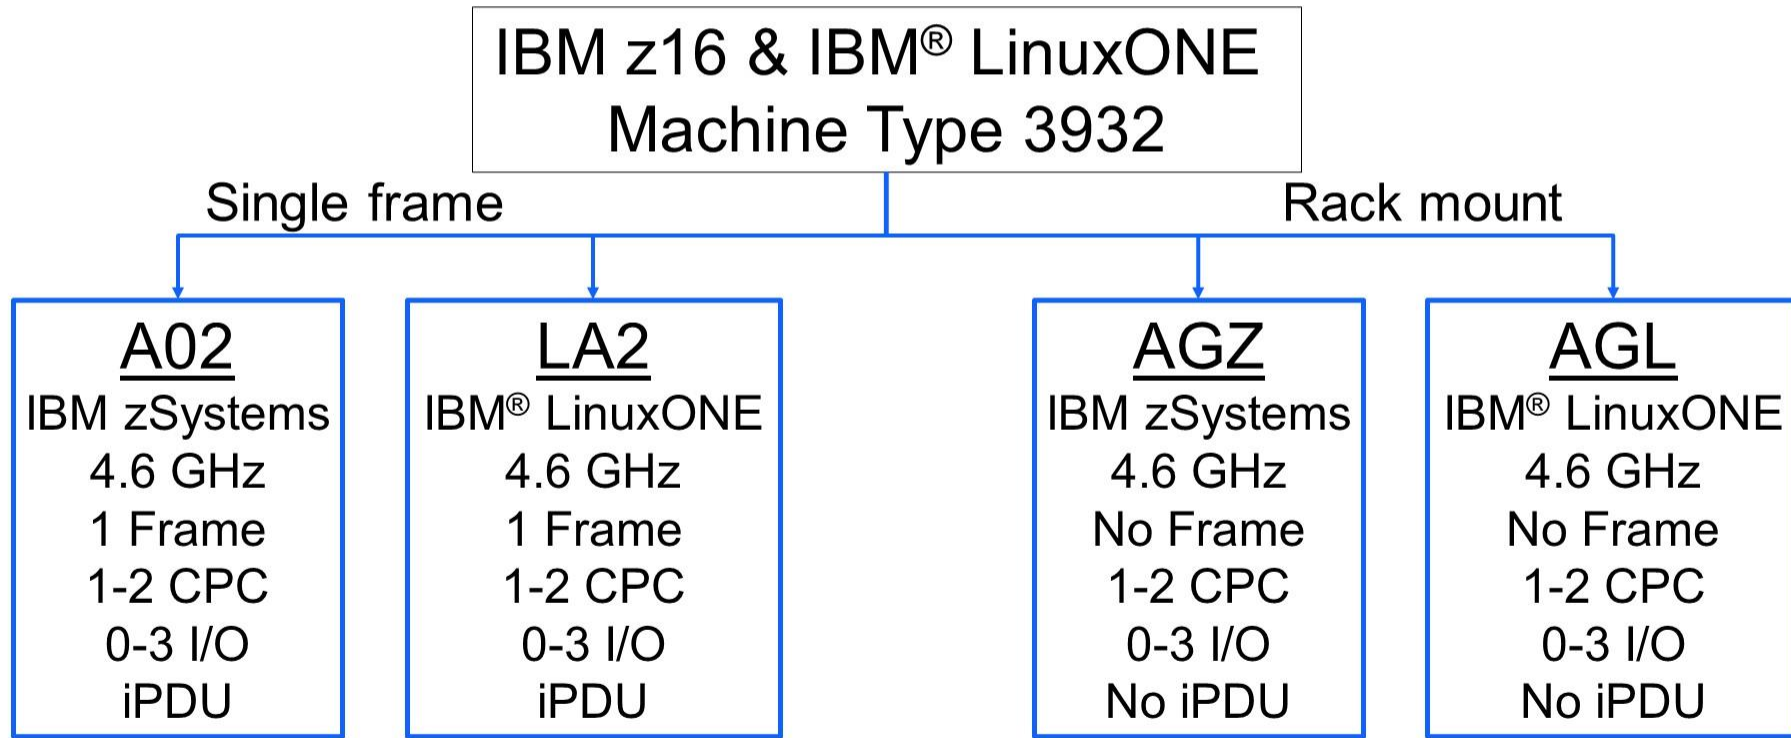 IBM z16 & IBM® LinuxONE
Machine Type 3932
Single frame
Rack mount
A02
IBM zSystems
4.6 GHz
1 Frame
1-2 CPC
0-3 I/O
iPDU
LA2
IBM® LinuxONE
4.6 GHz
1 Frame
1-2 CPC
0-3 I/O
iPDU
AGZ
IBM zSystems
4.6 GHz
No Frame
1-2 CPC
0-3 I/O
No iPDU
AGL
IBM® LinuxONE
4.6 GHz
No Frame
1-2 CPC
0-3 I/O
No iPDU